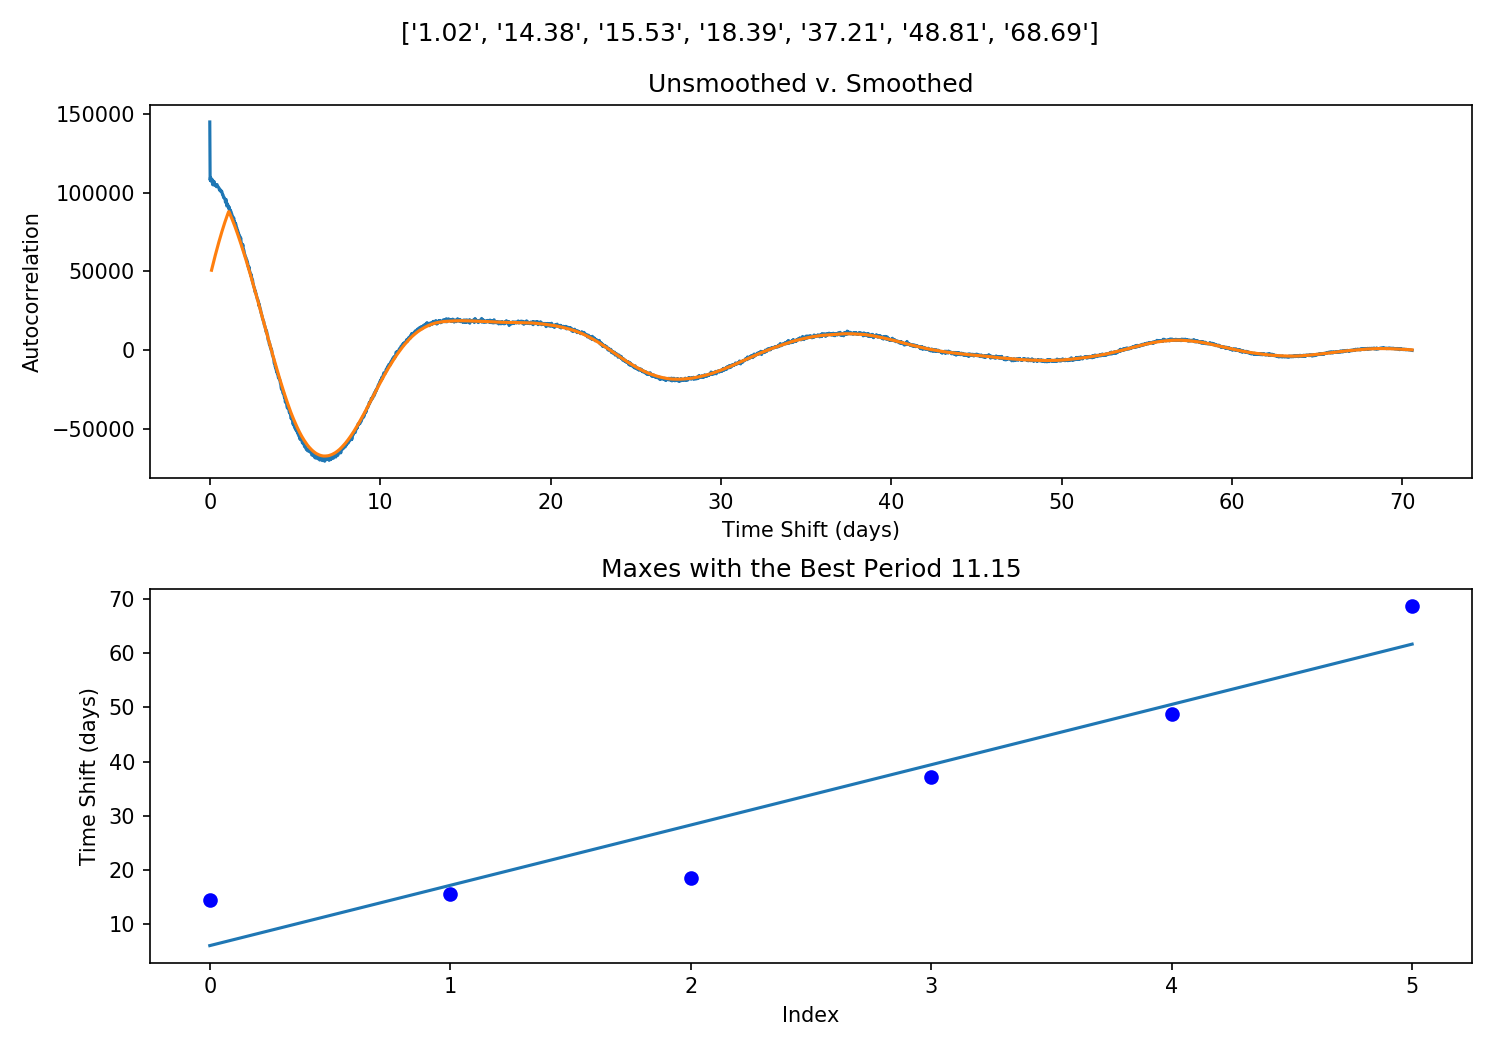 ['1.02', '14.38', '15.53', '18.39', '37.21', '48.81', '68.69']
Unsmoothed v. Smoothed
Autocorrelation
150000
100000
50000
0
−50000
0 10 20 30 40 50 60 70
Time Shift (days)
Maxes with the Best Period 11.15
Time Shift (days)
70
60
50
40
30
20
10
0 1 2 3 4 5
Index